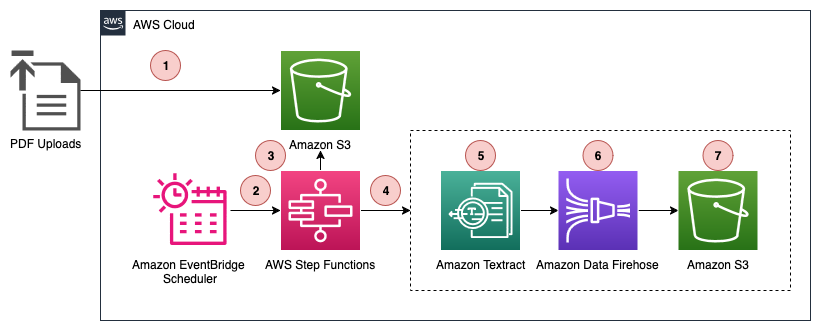 aws
AWS Cloud
1
PDF Uploads
Amazon S3
3
2
4
5
6
7
Amazon EventBridge
Scheduler
AWS Step Functions
Amazon Textract
Amazon Data Firehose
Amazon S3